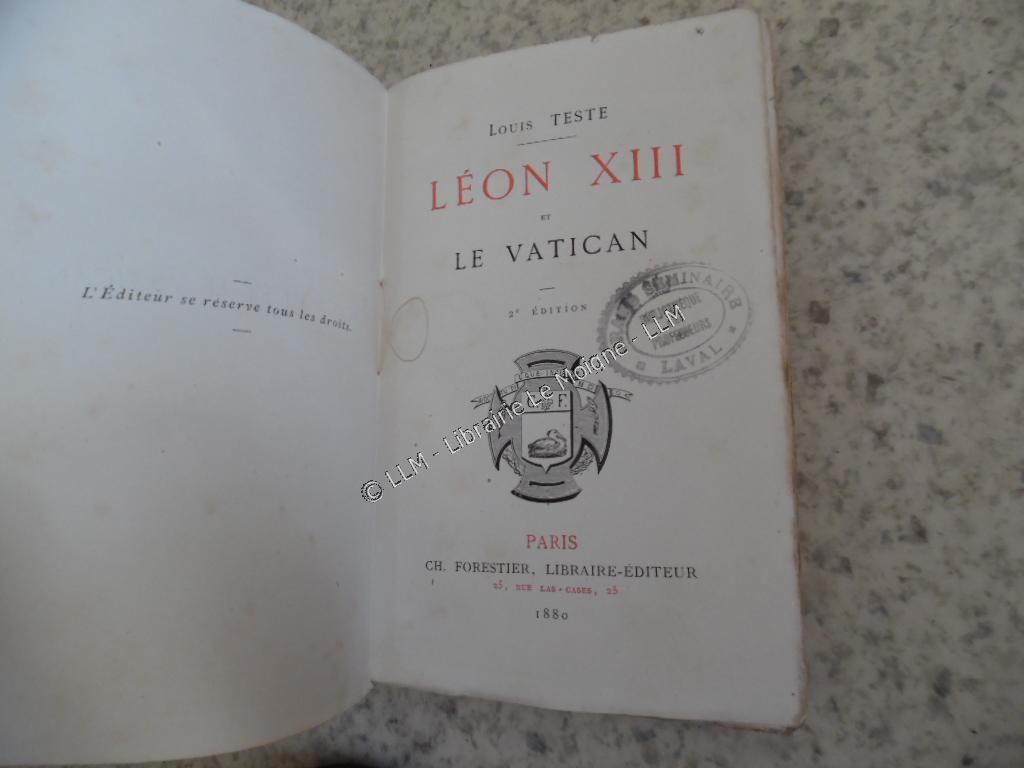 L'Éditeur se réserve tous les droits.
Louis TESTE
LÉON XIII
ET
LE VATICAN
2e ÉDITION
SÉMINAIRE
LAVAL
F.
© LLM - Librairie Le Moigne - LLM
PARIS
CH. FORESTIER, LIBRAIRE-ÉDITEUR
25, RUE LAS-CASES, 25
1880